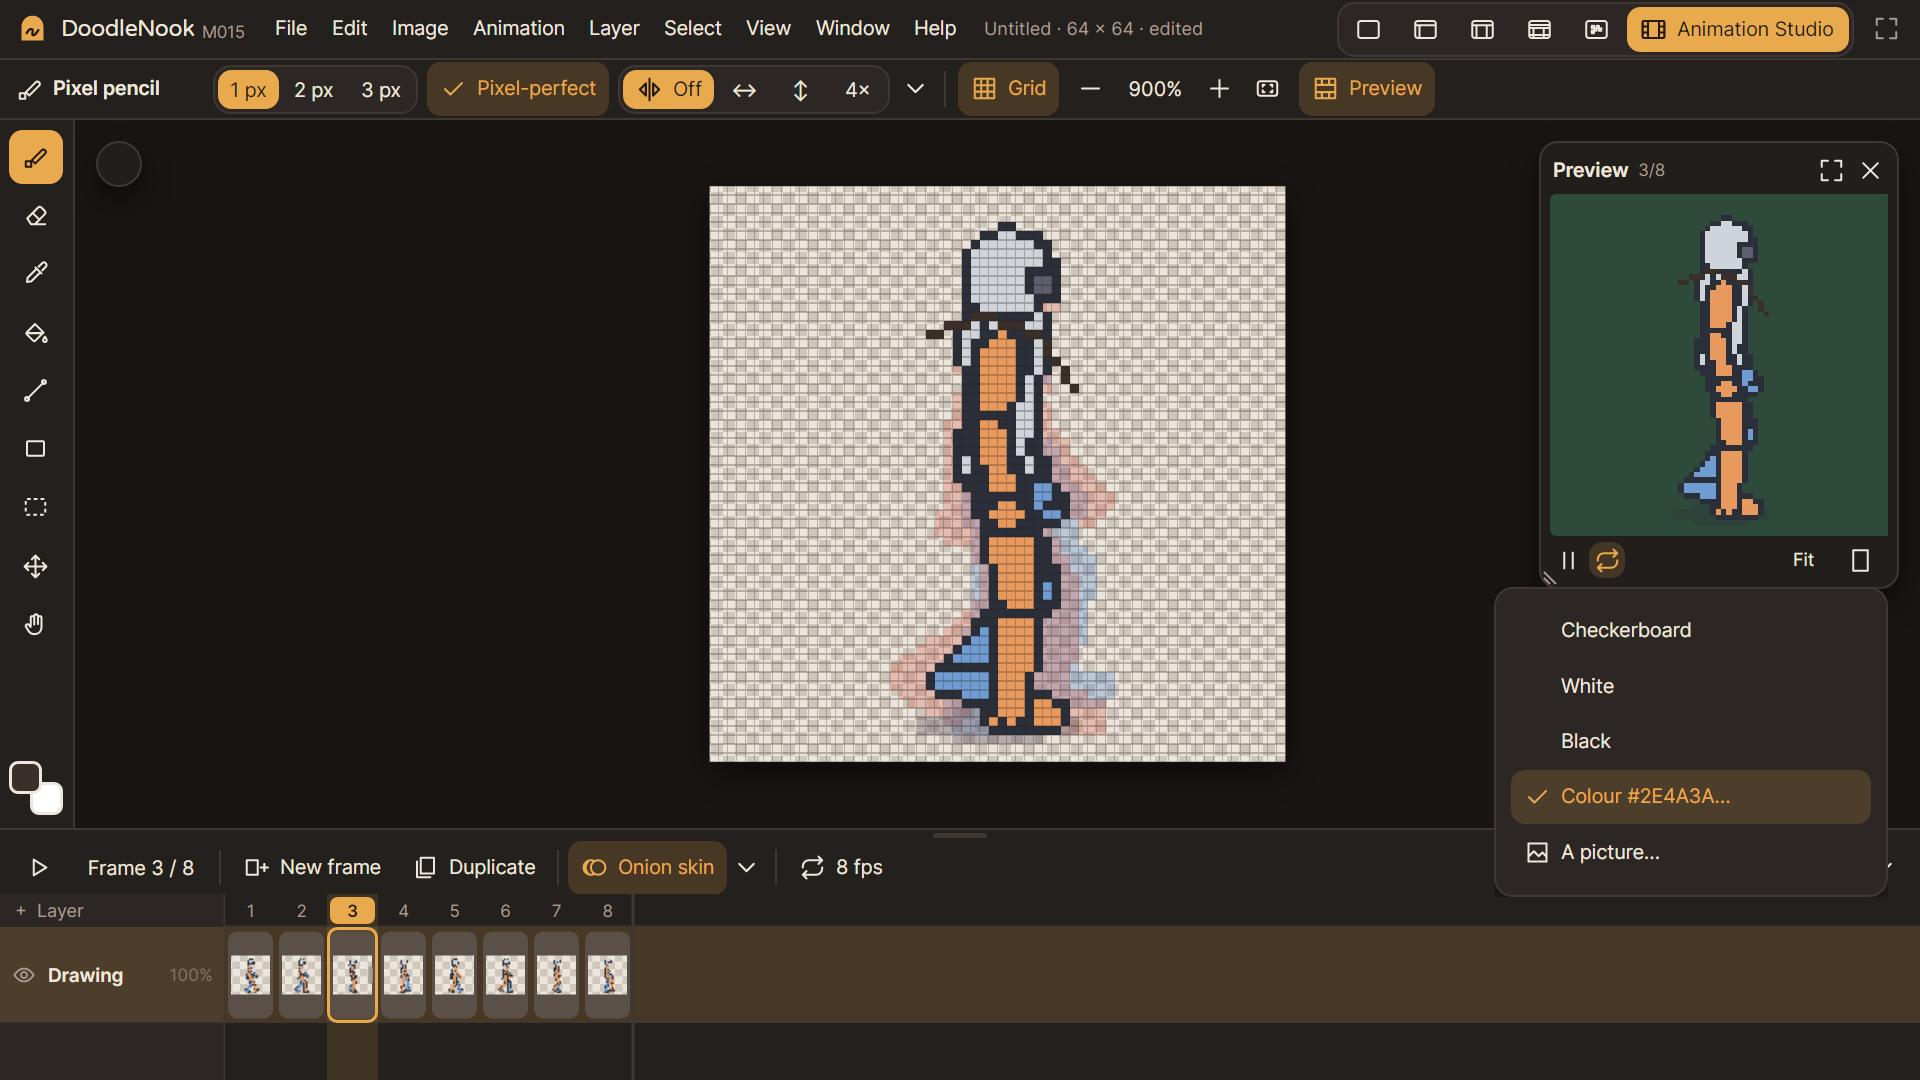 DoodleNook M015 File Edit Image Animation Layer Select View Window Help Untitled · 64 × 64 · edited Animation Studio
Pixel pencil 1 px 2 px 3 px Pixel-perfect Off 4× Grid 900% Preview
Preview 3/8
Fit
Checkerboard
White
Black
Colour #2E4A3A...
A picture...
Frame 3 / 8 New frame Duplicate Onion skin 8 fps
+ Layer 1 2 3 4 5 6 7 8
Drawing 100%